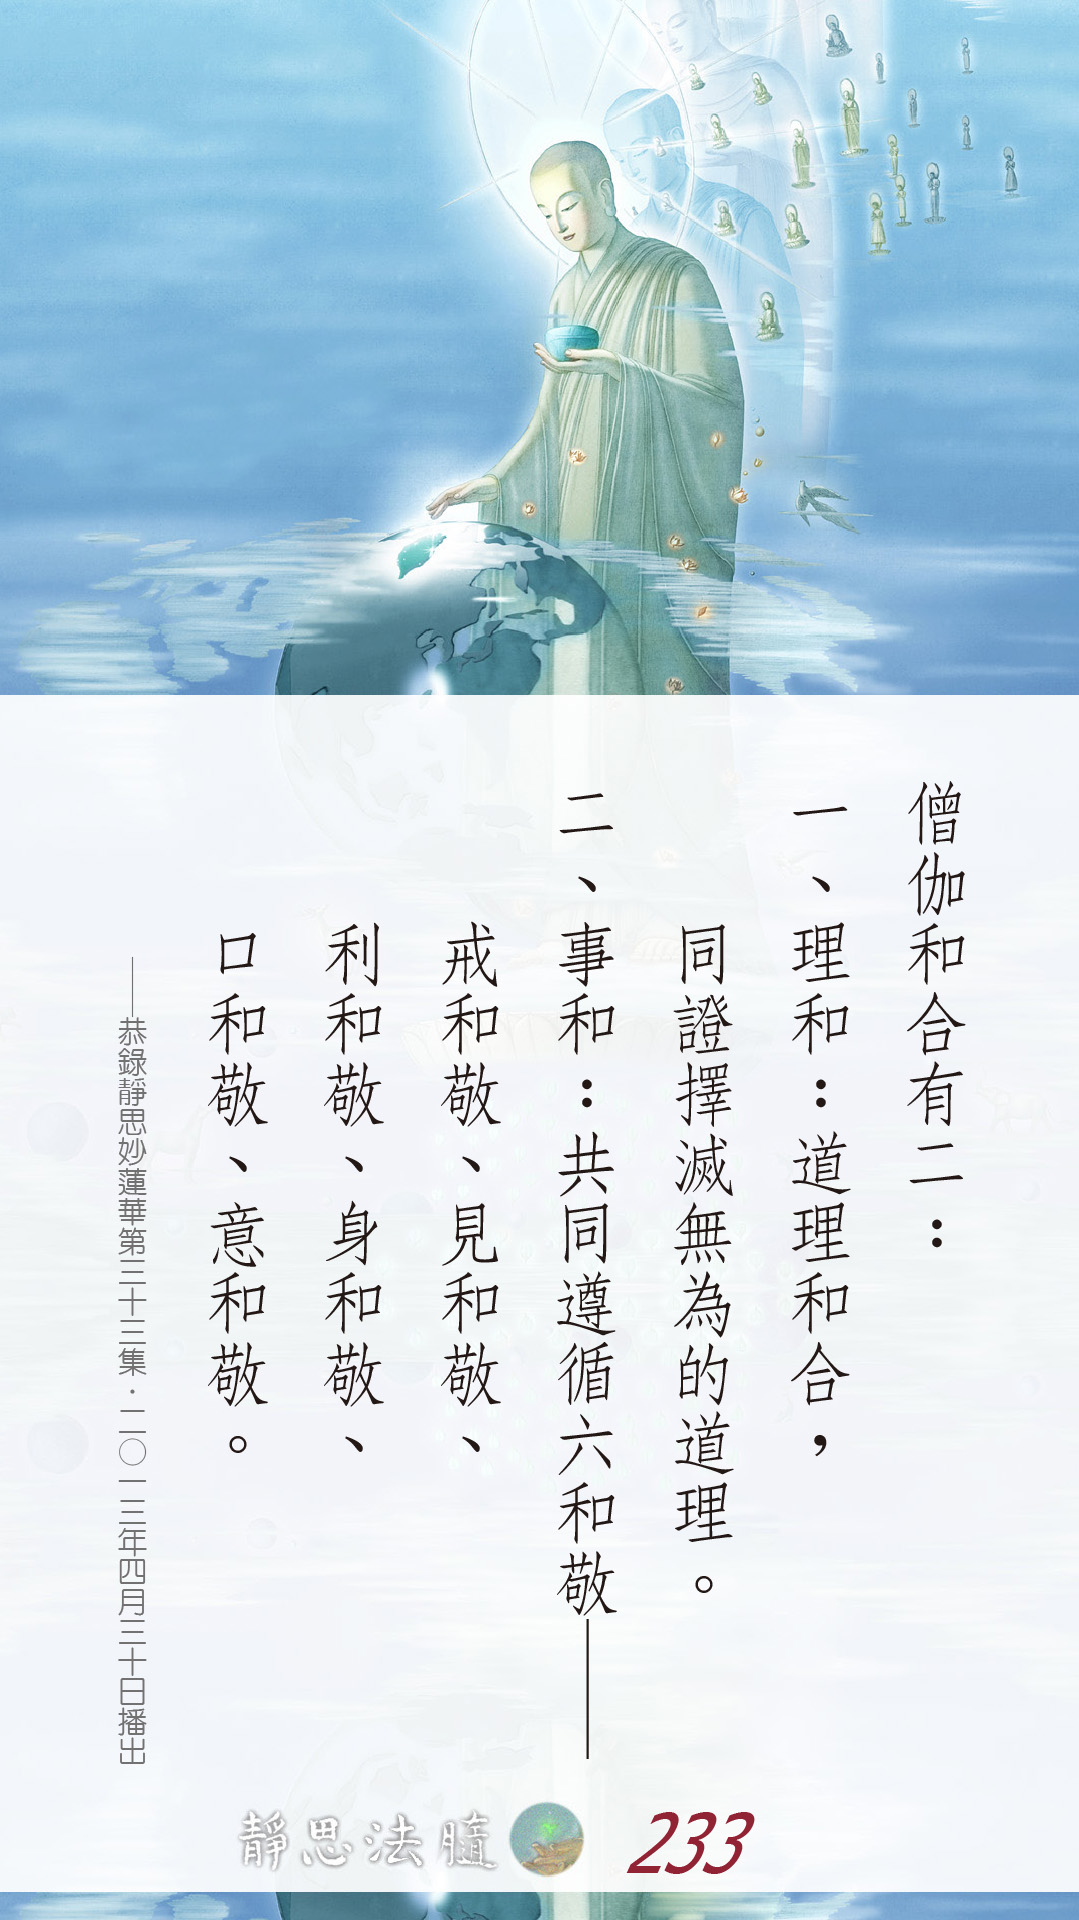 僧伽和合有二：
一、理和：道理和合，
同證擇滅無為的道理。
二、事和：共同遵循六和敬——
戒和敬、見和敬、
利和敬、身和敬、
口和敬、意和敬。
——恭錄靜思妙蓮華第三十三集．二〇一三年四月三十日播出
靜思法髓
233